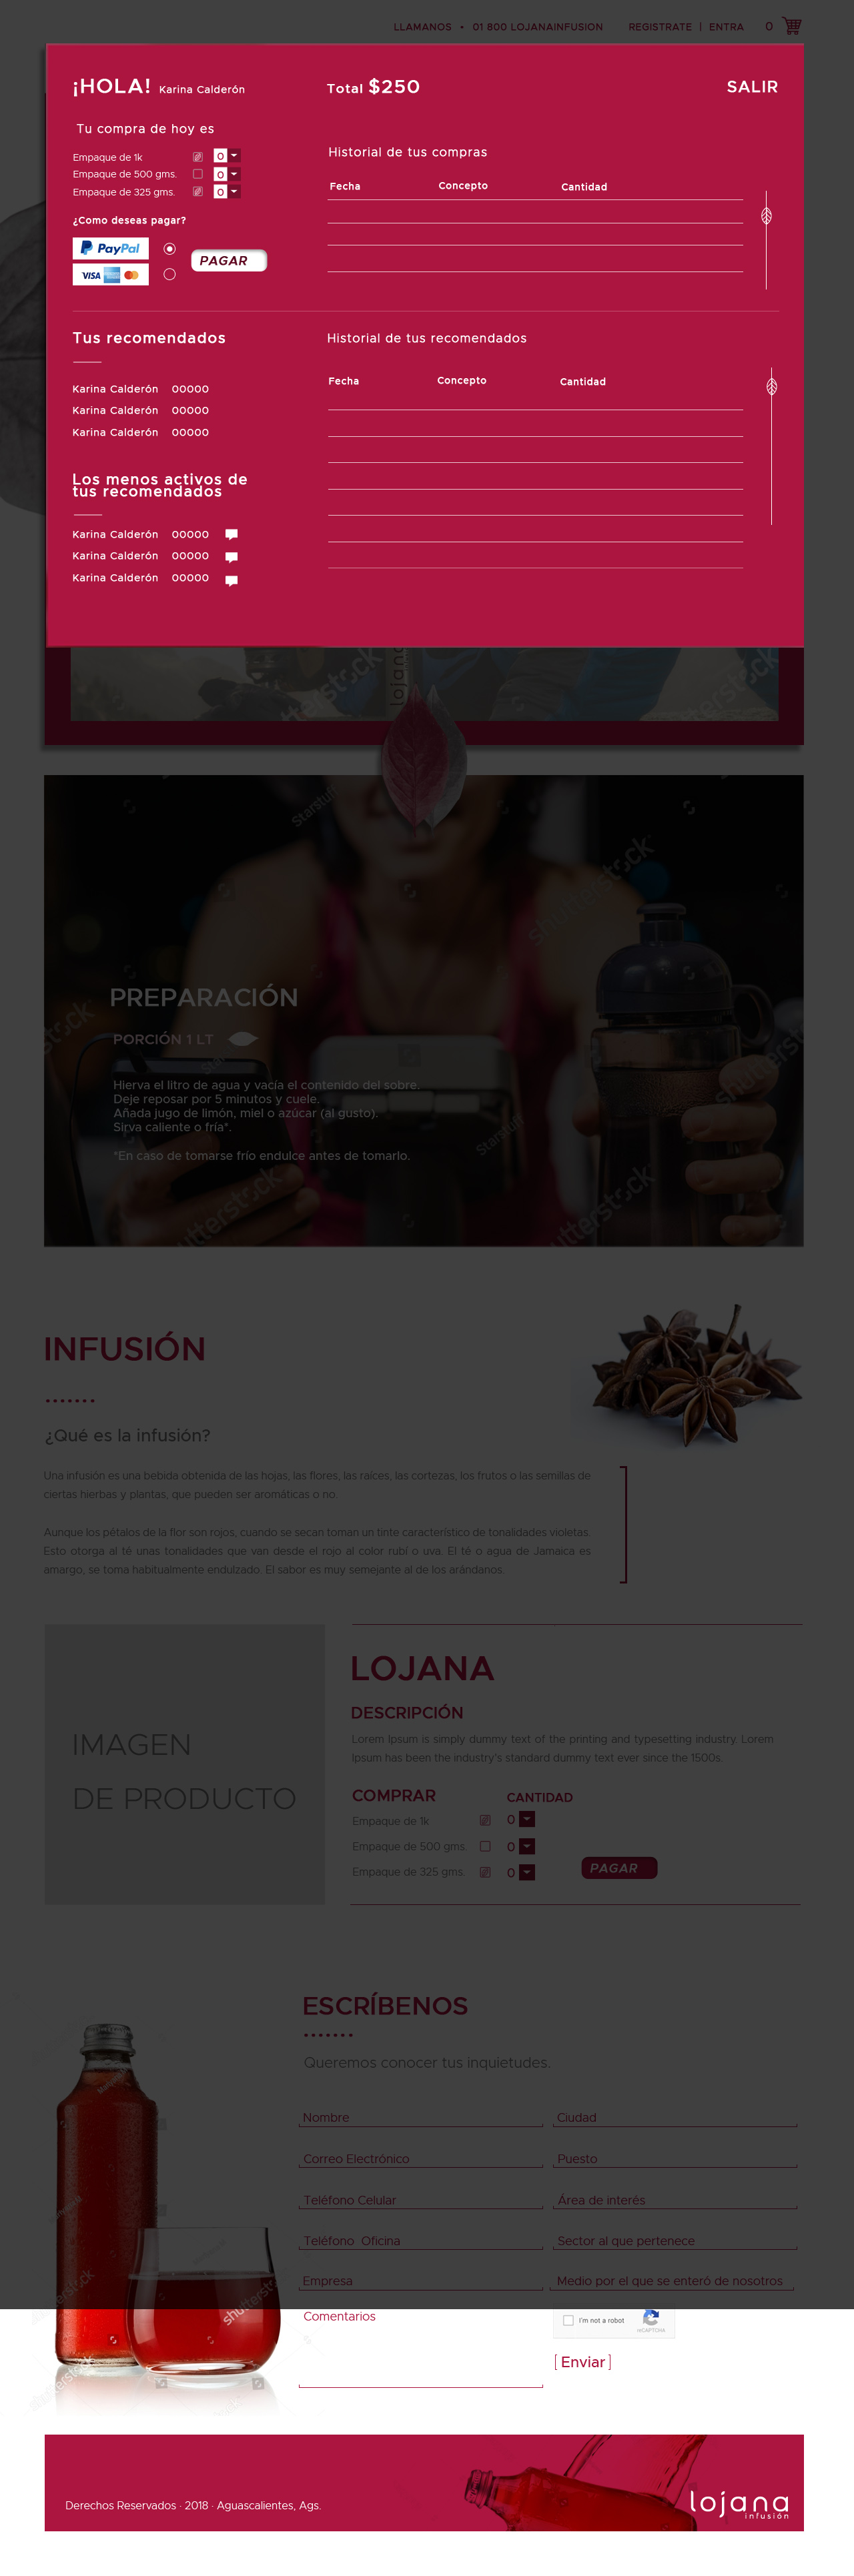 LLAMANOS • 01 800 LOJANAINFUSION REGISTRATE | ENTRA 0
¡HOLA! Karina Calderón
Total $250
SALIR
Tu compra de hoy es
Empaque de 1k 0
Empaque de 500 gms. 0
Empaque de 325 gms. 0
¿Como deseas pagar?
PayPal
VISA
PAGAR
Historial de tus compras
Fecha Concepto Cantidad
Tus recomendados
Karina Calderón 00000
Karina Calderón 00000
Karina Calderón 00000
Los menos activos de
tus recomendados
Karina Calderón 00000
Karina Calderón 00000
Karina Calderón 00000
Historial de tus recomendados
Fecha Concepto Cantidad
shutterstock
lojana
PREPARACIÓN
PORCIÓN 1 LT
Hierva el litro de agua y vacía el contenido del sobre.
Deje reposar por 5 minutos y cuele.
Añada jugo de limón, miel o azúcar (al gusto).
Sirva caliente o fría*.
*En caso de tomarse frío endulce antes de tomarlo.
INFUSIÓN
¿Qué es la infusión?
Una infusión es una bebida obtenida de las hojas, las flores, las raíces, las cortezas, los frutos o las semillas de
ciertas hierbas y plantas, que pueden ser aromáticas o no.
Aunque los pétalos de la flor son rojos, cuando se secan toman un tinte característico de tonalidades violetas.
Esto otorga al té unas tonalidades que van desde el rojo al color rubí o uva. El té o agua de Jamaica es
amargo, se toma habitualmente endulzado. El sabor es muy semejante al de los arándanos.
IMAGEN
DE PRODUCTO
LOJANA
DESCRIPCIÓN
Lorem Ipsum is simply dummy text of the printing and typesetting industry. Lorem
Ipsum has been the industry's standard dummy text ever since the 1500s.
COMPRAR CANTIDAD
Empaque de 1k 0
Empaque de 500 gms. 0
Empaque de 325 gms. 0
PAGAR
ESCRÍBENOS
Queremos conocer tus inquietudes.
Nombre Ciudad
Correo Electrónico Puesto
Teléfono Celular Área de interés
Teléfono Oficina Sector al que pertenece
Empresa Medio por el que se enteró de nosotros
Comentarios
I'm not a robot
reCAPTCHA
[ Enviar ]
Derechos Reservados · 2018 · Aguascalientes, Ags.
lojana
infusión